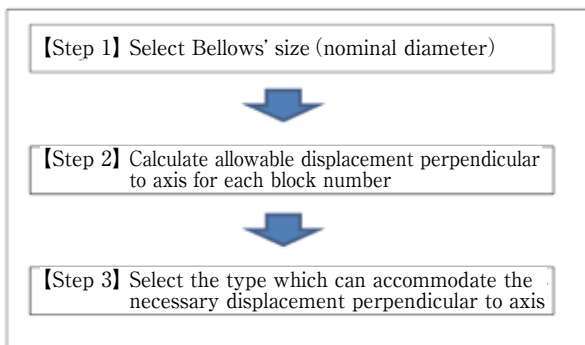 【Step 1】Select Bellows’ size (nominal diameter)
【Step 2】Calculate allowable displacement perpendicular
to axis for each block number
【Step 3】Select the type which can accommodate the
necessary displacement perpendicular to axis